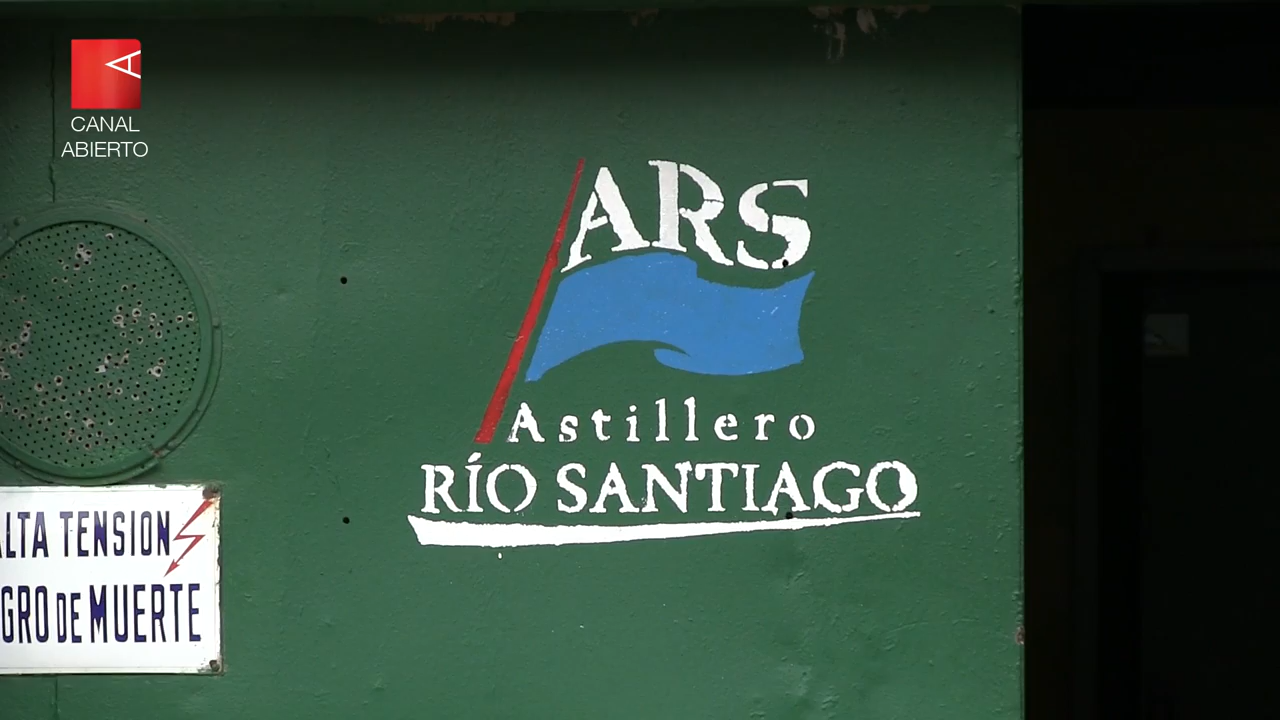 CANAL
ABIERTO
ARS
Astillero
RÍO SANTIAGO
ALTA TENSION
GRO DE MUERTE